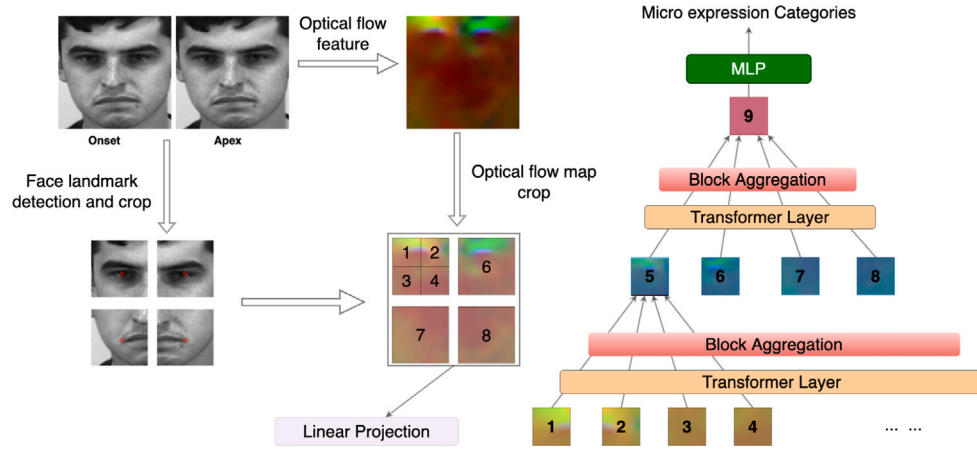 Optical flow
feature
Onset
Apex
Face landmark
detection and crop
Optical flow map
crop
1 2
3 4
6
7
8
Linear Projection
Micro expression Categories
MLP
9
Block Aggregation
Transformer Layer
5 6 7 8
Block Aggregation
Transformer Layer
1 2 3 4 ... ...